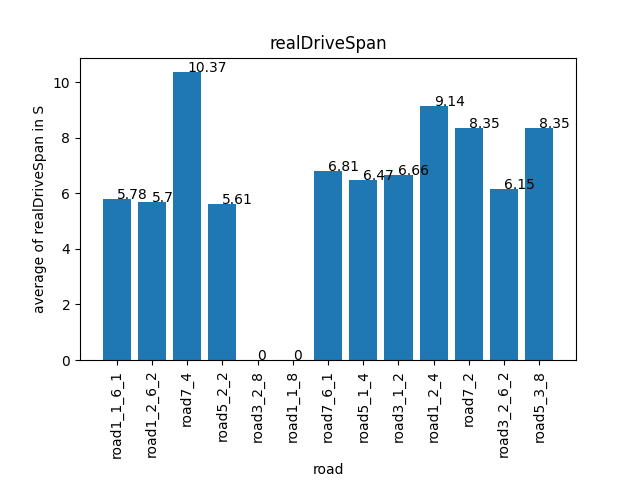 realDriveSpan
average of realDriveSpan in S
10
8
6
4
2
0
5.78
5.7
10.37
5.61
0
0
6.81
6.47
6.66
9.14
8.35
6.15
8.35
road1_1_6_1
road1_2_6_2
road7_4
road5_2_2
road3_2_8
road1_1_8
road7_6_1
road5_1_4
road3_1_2
road1_2_4
road7_2
road3_2_6_2
road5_3_8
road